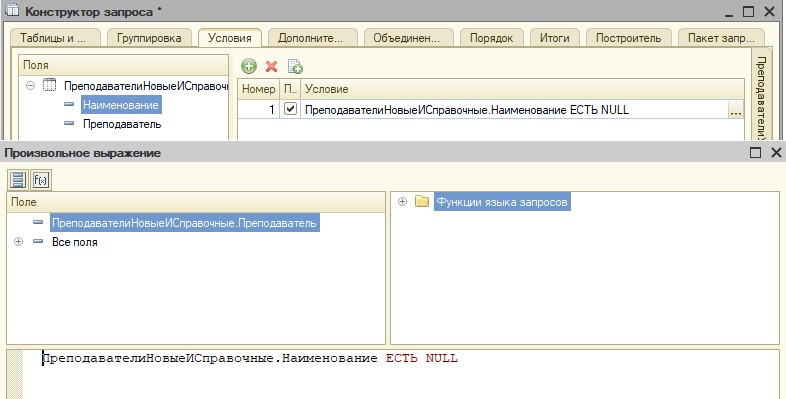 Конструктор запроса *
Таблицы и ... Группировка Условия Дополните... Объединен... Порядок Итоги Построитель Пакет запр...
Поля
ПреподавателиНовыеИСправочн
Наименование
Преподаватель
Номер П.. Условие
1 ПреподавателиНовыеИСправочные.Наименование ЕСТЬ NULL ...
Преподаватели
Произвольное выражение
f(x)
Поле
ПреподавателиНовыеИСправочные.Преподаватель
Все поля
Функции языка запросов
ПреподавателиНовыеИСправочные.Наименование ЕСТЬ NULL